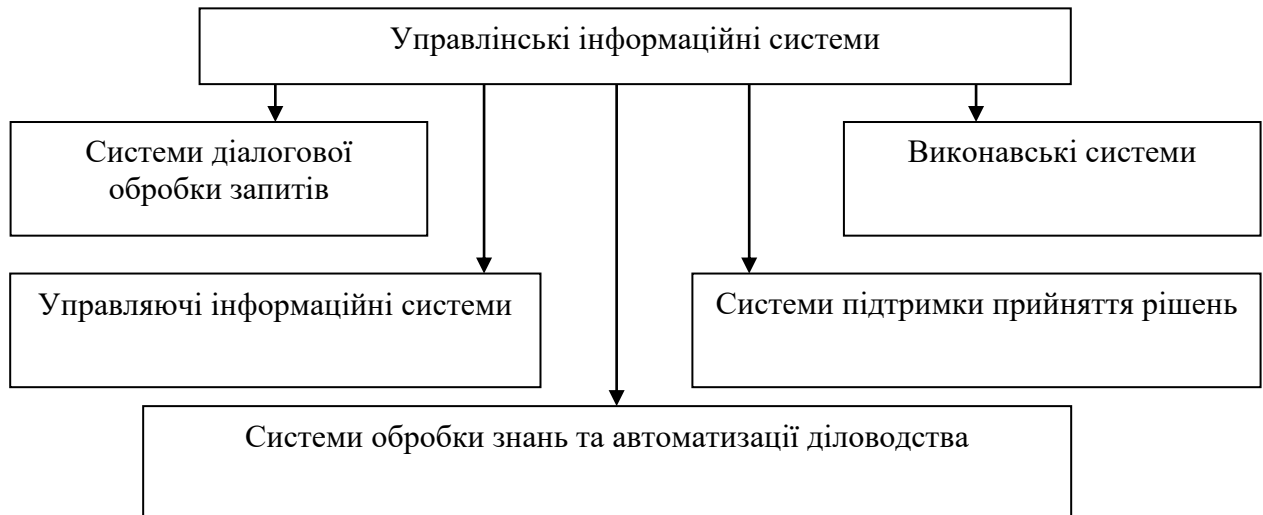 Управлінські інформаційні системи
Системи діалогової
обробки запитів
Виконавські системи
Управляючі інформаційні системи
Системи підтримки прийняття рішень
Системи обробки знань та автоматизації діловодства